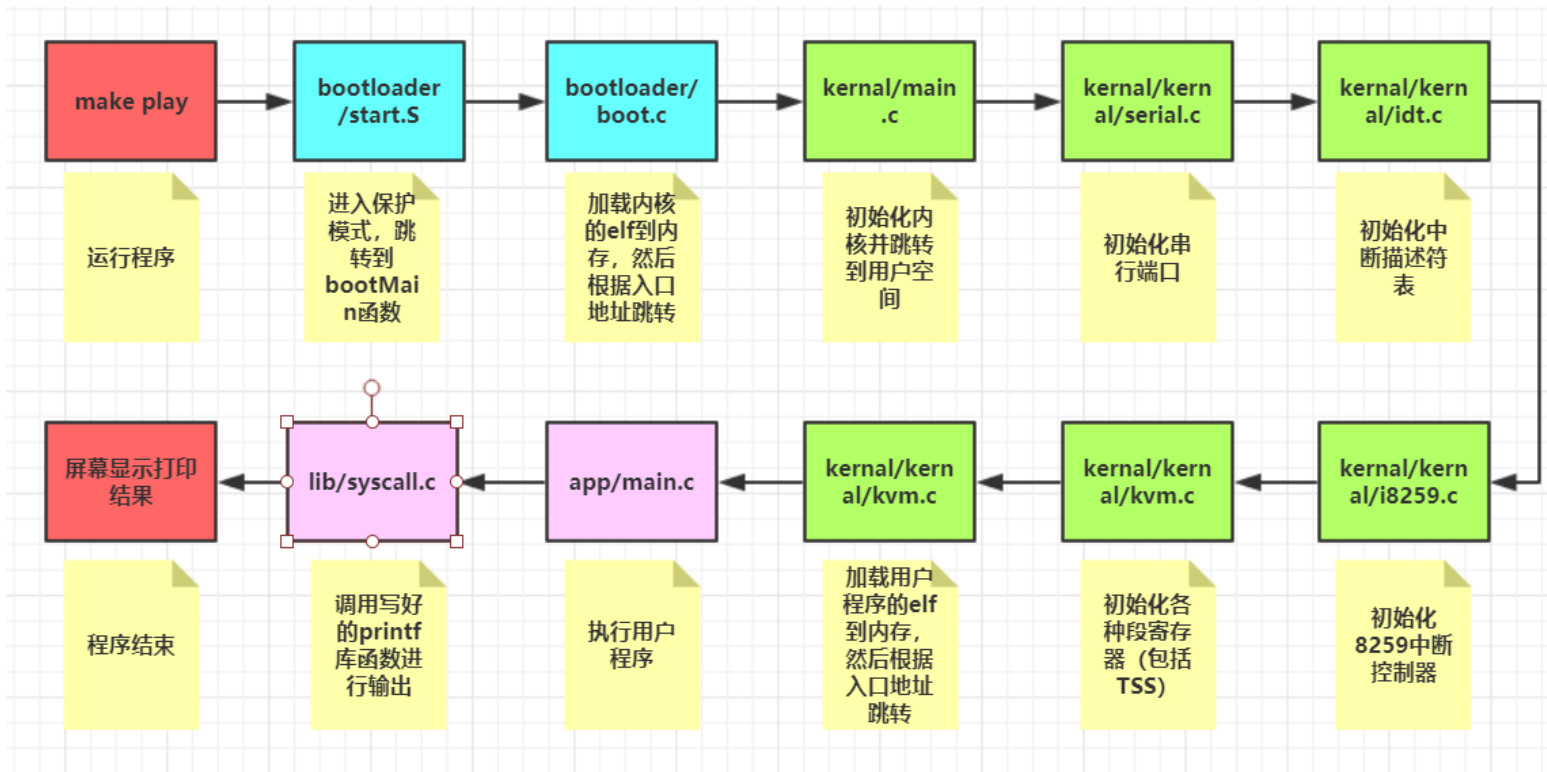 make play
bootloader
/start.S
bootloader/
boot.c
kernal/main
.c
kernal/kern
al/serial.c
kernal/kern
al/idt.c
运行程序
进入保护
模式，跳
转到
bootMai
n函数
加载内核
的elf到内
存，然后
根据入口
地址跳转
初始化内
核并跳转
到用户空
间
初始化串
行端口
初始化中
断描述符
表
屏幕显示打印
结果
lib/syscall.c
app/main.c
kernal/kern
al/kvm.c
kernal/kern
al/kvm.c
kernal/kern
al/i8259.c
程序结束
调用写好
的printf
库函数进
行输出
执行用户
程序
加载用户
程序的elf
到内存，
然后根据
入口地址
跳转
初始化各
种段寄存
器（包括
TSS）
初始化
8259中断
控制器